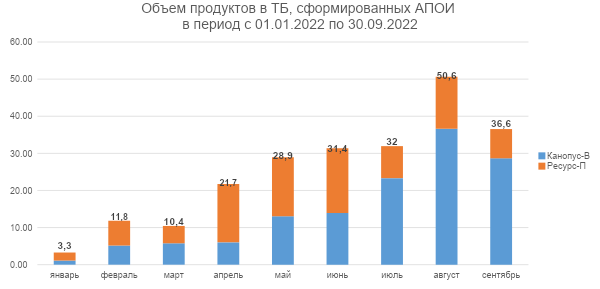 Объем продуктов в ТБ, сформированных АПОИ
в период с 01.01.2022 по 30.09.2022
60.00
50.00
40.00
30.00
20.00
10.00
0.00
3,3
11,8
10,4
21,7
28,9
31,4
32
50,6
36,6
январь
февраль
март
апрель
май
июнь
июль
август
сентябрь
Канопус-В
Ресурс-П